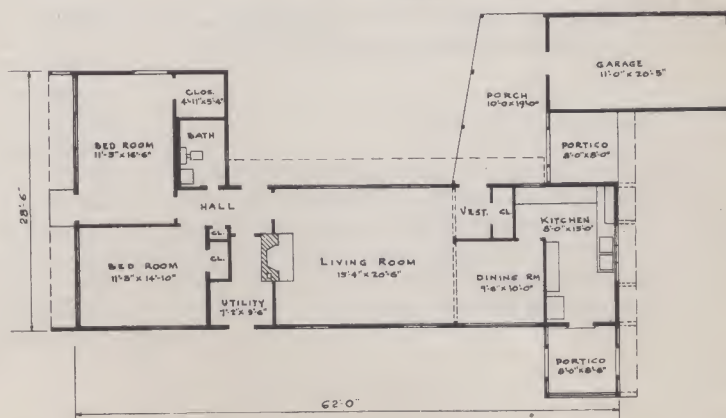 GARAGE
11'-0" x 20'-5"
CLOS.
4'-11" x 5'-4"
PORCH
10'-0 x 19'-0"
BATH
BED ROOM
11'-5" x 16'-6"
PORTICO
8'-0" x 8'-0"
28'-6"
HALL
VEST.
CL.
KITCHEN
8'-0" x 15'-0"
CL.
CL.
BED ROOM
11'-5" x 14'-10"
LIVING ROOM
15'-4" x 20'-6"
DINING RM
9'-6" x 10'-0"
UTILITY
7'-2" x 9'-6"
PORTICO
8'-0" x 8'-8"
62'-0"